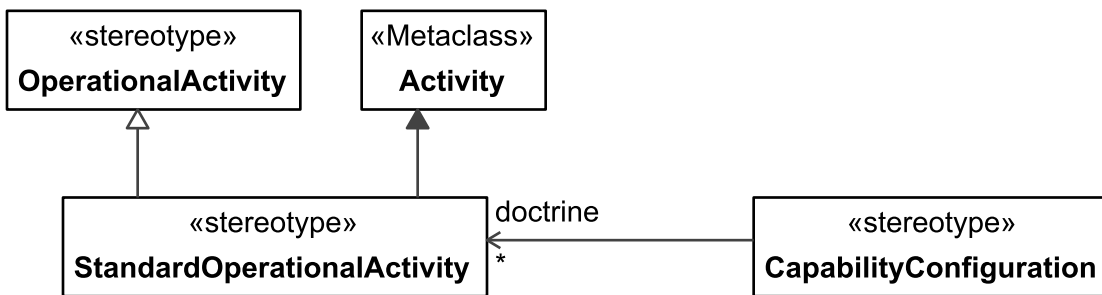 «stereotype»
OperationalActivity
«Metaclass»
Activity
«stereotype»
StandardOperationalActivity
doctrine
*
«stereotype»
CapabilityConfiguration